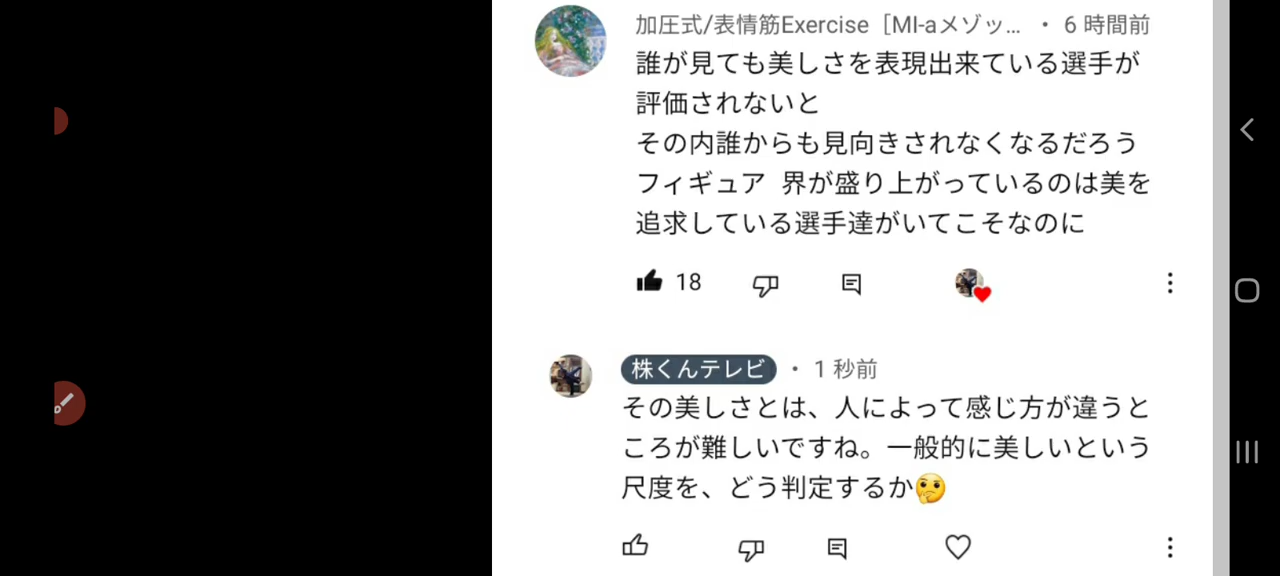 加圧式/表情筋Exercise［MI-aメゾッ… ・ 6 時間前
誰が見ても美しさを表現出来ている選手が
評価されないと
その内誰からも見向きされなくなるだろう
フィギュア 界が盛り上がっているのは美を
追求している選手達がいてこそなのに
18
株くんテレビ ・ 1 秒前
その美しさとは、人によって感じ方が違うと
ころが難しいですね。一般的に美しいという
尺度を、どう判定するか🤔